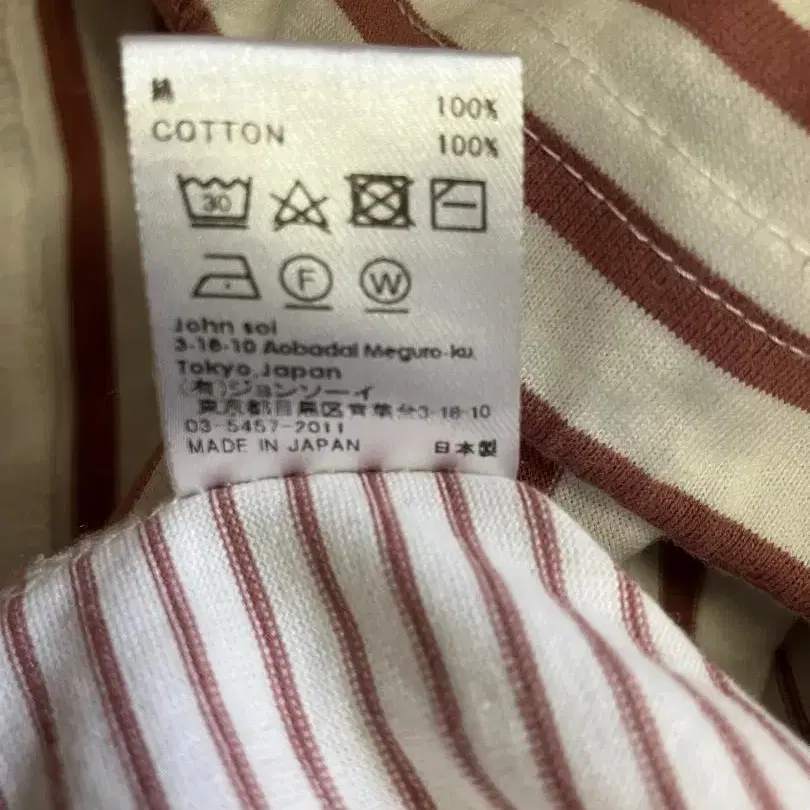 綿 100%
COTTON 100%
30
F W
John soi
3-18-10 Aobadai Meguro-ku,
Tokyo,Japan
(有)ジョンソーイ
東京都目黒区青葉台3-18-10
03-5457-2011
MADE IN JAPAN 日本製